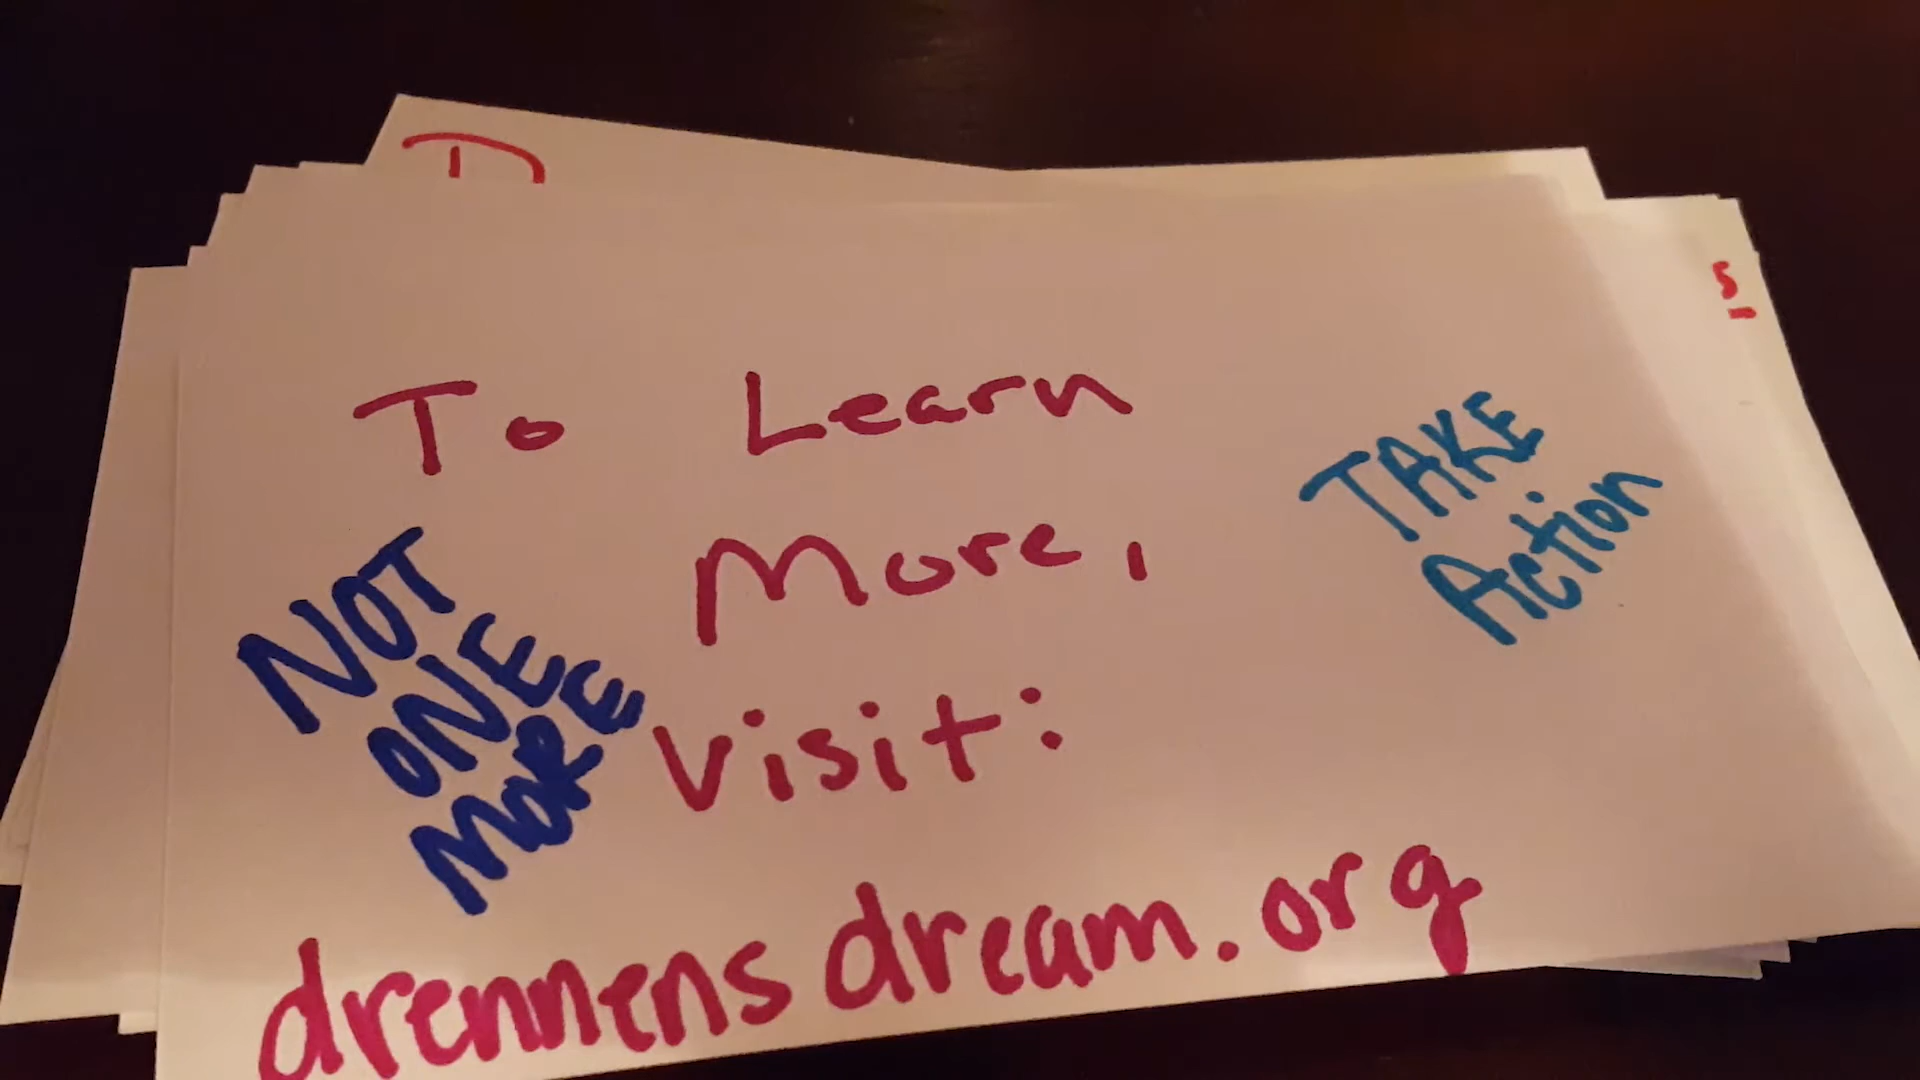 To Learn
More,
Visit:
drennensdream.org
NOT
ONE
MORE
TAKE
Action